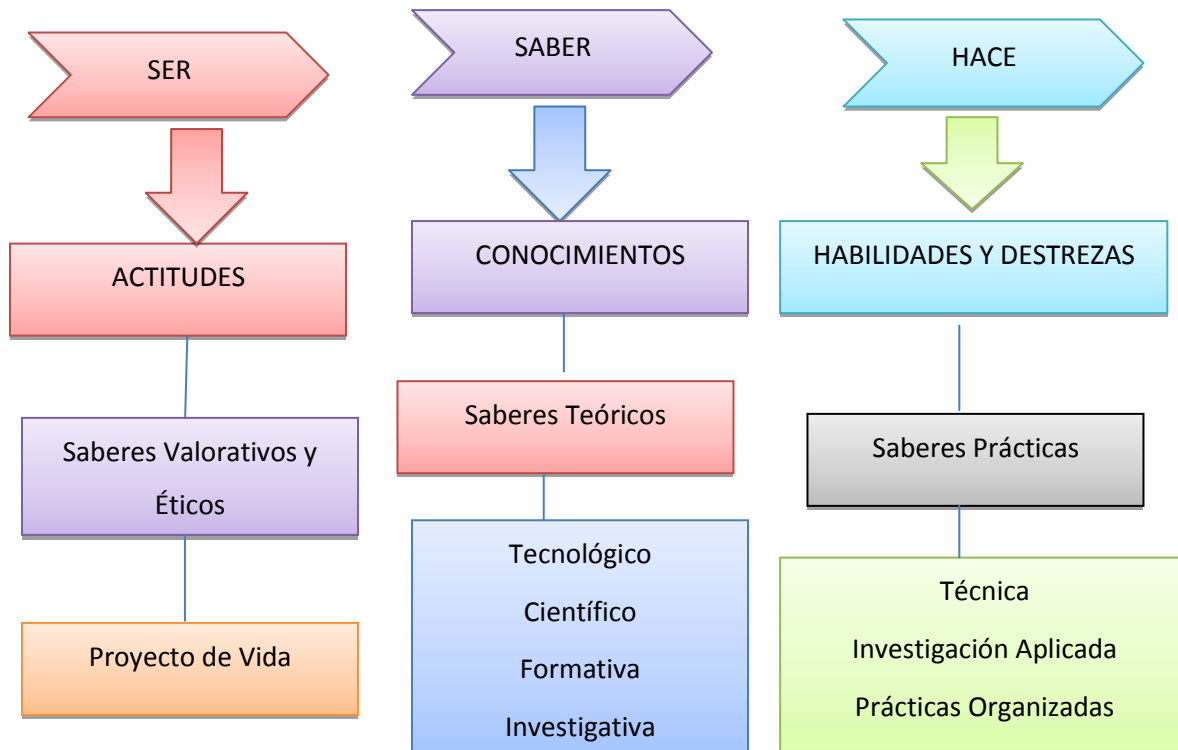 SER
ACTITUDES
Saberes Valorativos y
Éticos
Proyecto de Vida
SABER
CONOCIMIENTOS
Saberes Teóricos
Tecnológico
Científico
Formativa
Investigativa
HACE
HABILIDADES Y DESTREZAS
Saberes Prácticas
Técnica
Investigación Aplicada
Prácticas Organizadas